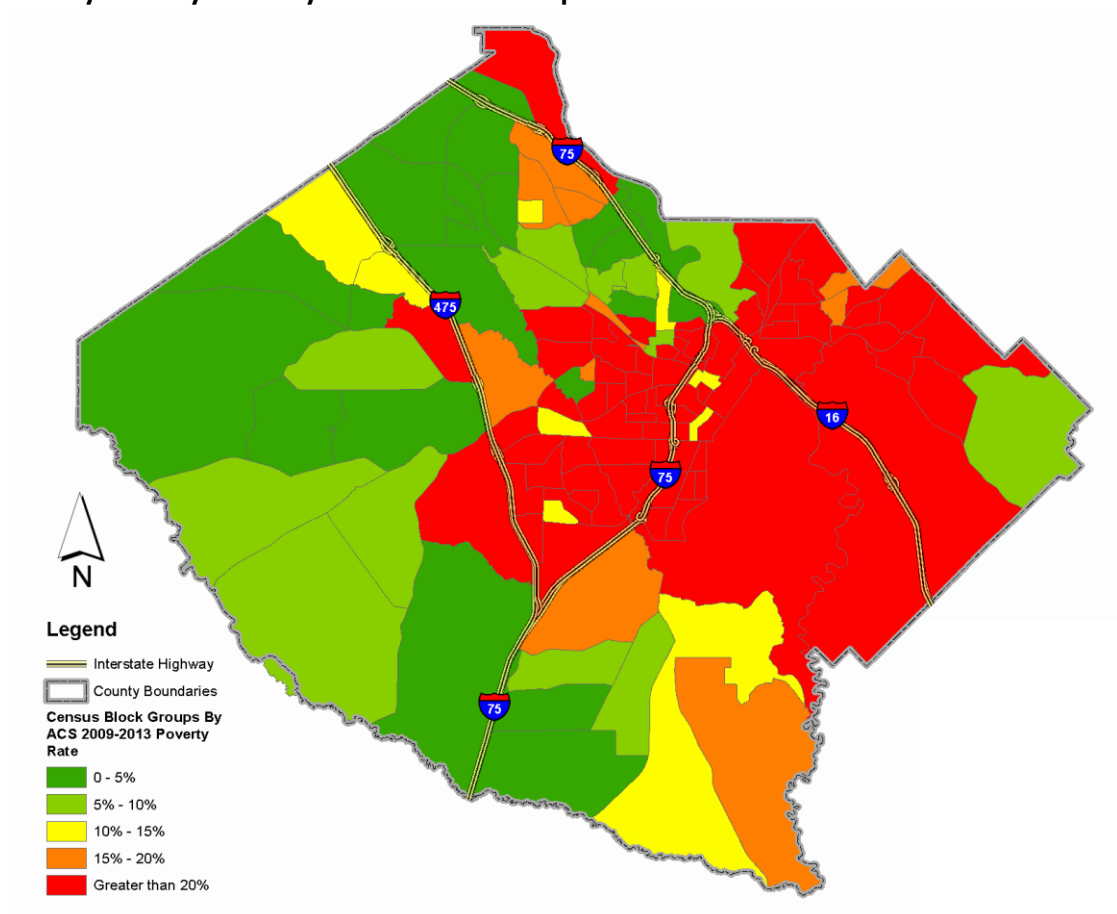 75
475
16
75
75
N
Legend
Interstate Highway
County Boundaries
Census Block Groups By
ACS 2009-2013 Poverty
Rate
0 - 5%
5% - 10%
10% - 15%
15% - 20%
Greater than 20%